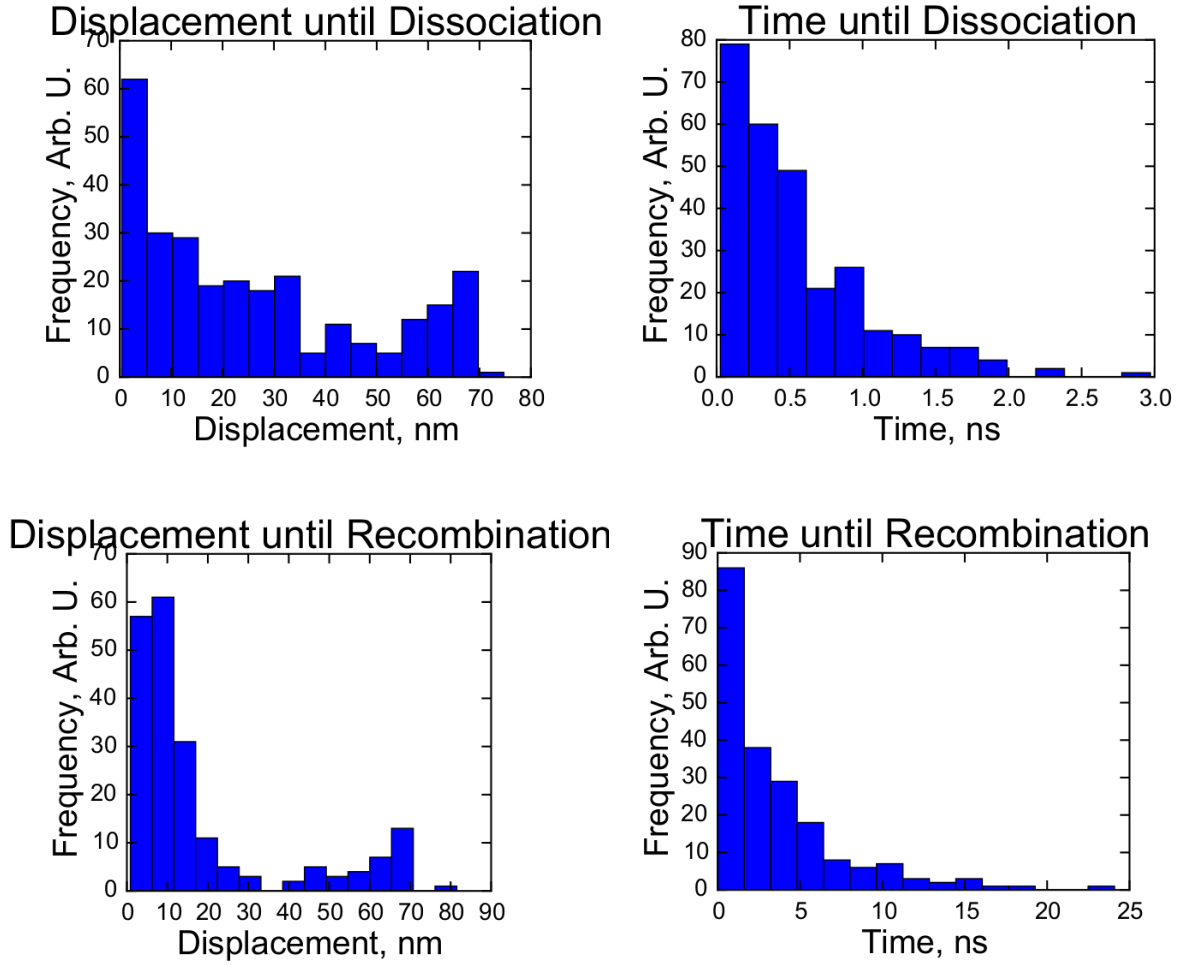 Displacement until Dissociation
Frequency, Arb. U.
70
60
50
40
30
20
10
0
0 10 20 30 40 50 60 70 80
Displacement, nm
Time until Dissociation
Frequency, Arb. U.
80
70
60
50
40
30
20
10
0
0.0 0.5 1.0 1.5 2.0 2.5 3.0
Time, ns
Displacement until Recombination
Frequency, Arb. U.
70
60
50
40
30
20
10
0
0 10 20 30 40 50 60 70 80 90
Displacement, nm
Time until Recombination
Frequency, Arb. U.
90
80
70
60
50
40
30
20
10
0
0 5 10 15 20 25
Time, ns